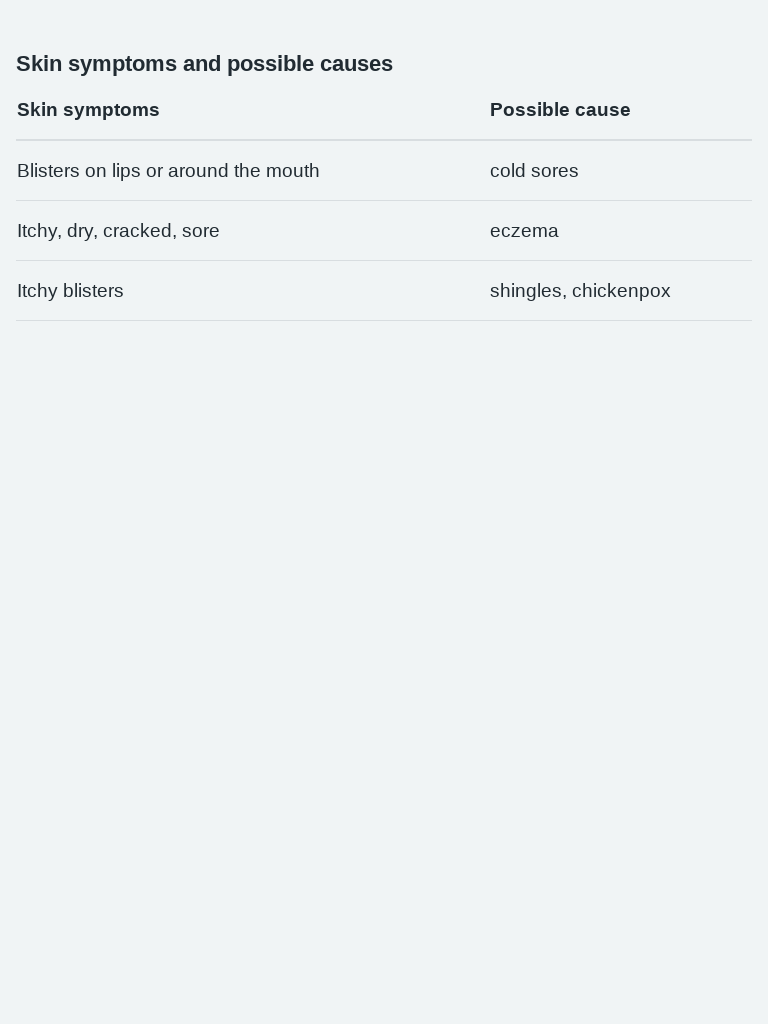 Skin symptoms and possible causes
Skin symptoms Possible cause
Blisters on lips or around the mouth cold sores
Itchy, dry, cracked, sore eczema
Itchy blisters shingles, chickenpox